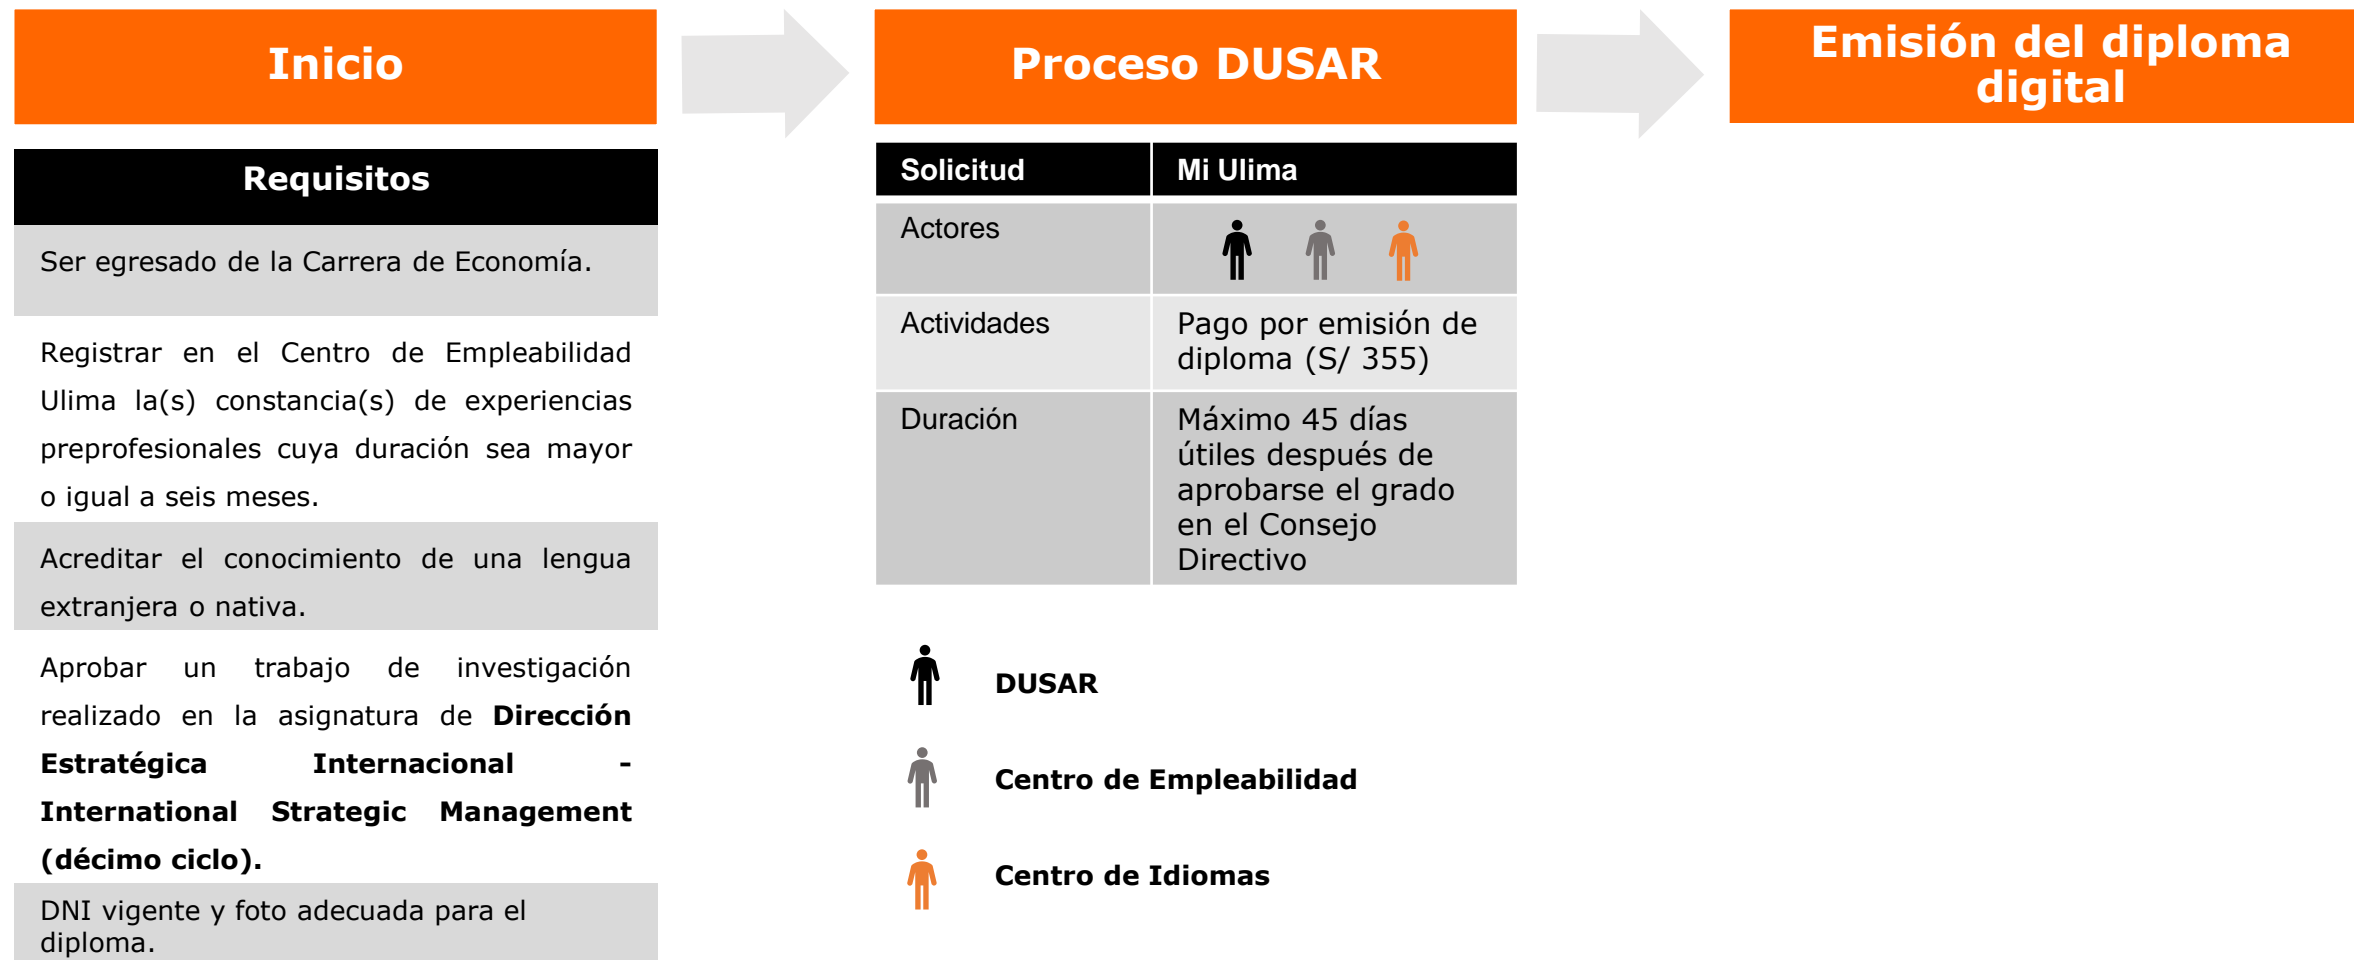 Inicio
Requisitos
Ser egresado de la Carrera de Economía.
Registrar en el Centro de Empleabilidad
Ulima la(s) constancia(s) de experiencias
preprofesionales cuya duración sea mayor
o igual a seis meses.
Acreditar el conocimiento de una lengua
extranjera o nativa.
Aprobar un trabajo de investigación
realizado en la asignatura de Dirección
Estratégica Internacional -
International Strategic Management
(décimo ciclo).
DNI vigente y foto adecuada para el
diploma.
Proceso DUSAR
Solicitud Mi Ulima
Actores
Actividades Pago por emisión de
diploma (S/ 355)
Duración Máximo 45 días
útiles después de
aprobarse el grado
en el Consejo
Directivo
DUSAR
Centro de Empleabilidad
Centro de Idiomas
Emisión del diploma
digital